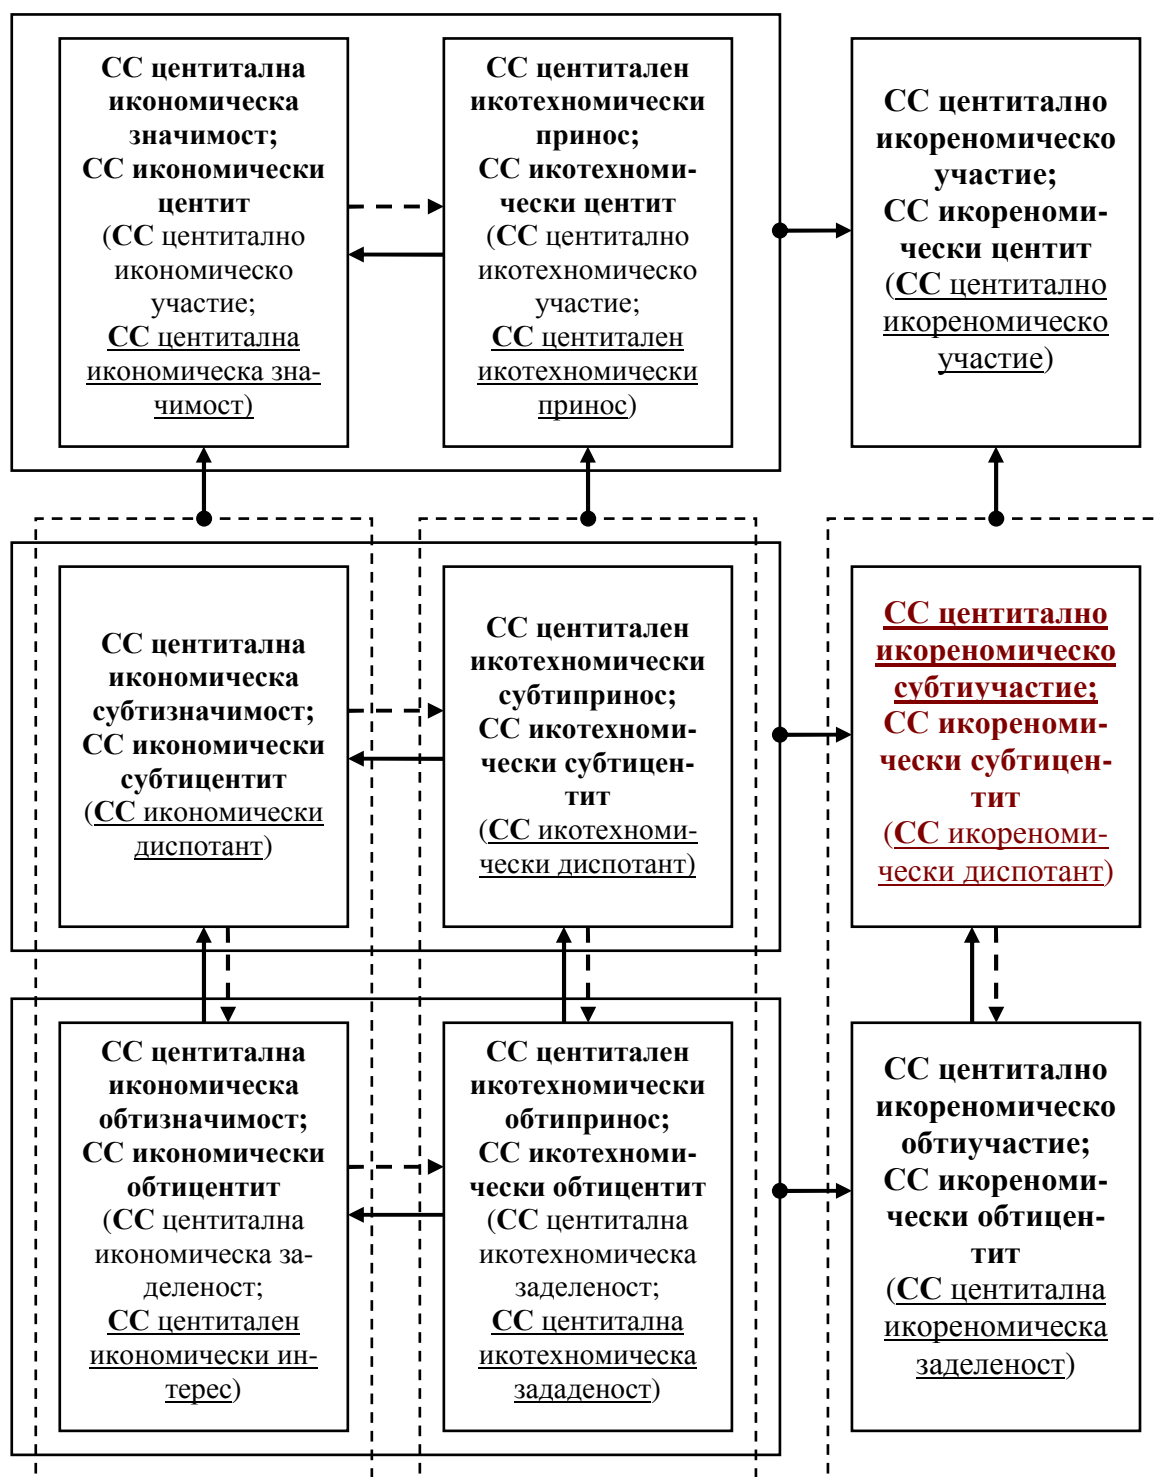 СС центитална
икономическа
значимост;
СС икономически
центит
(СС центитално
икономическо
участие;
СС центитална
икономическа зна-
чимост)
СС центитален
икотехномически
принос;
СС икотехноми-
чески центит
(СС центитално
икотехномическо
участие;
СС центитален
икотехномически
принос)
СС центитално
икореномическо
участие;
СС икореноми-
чески центит
(СС центитално
икореномическо
участие)
СС центитална
икономическа
субтизначимост;
СС икономически
субтицентит
(СС икономически
диспотант)
СС центитален
икотехномически
субтипринос;
СС икотехноми-
чески субтицен-
тит
(СС икотехноми-
чески диспотант)
СС центитално
икореномическо
субтиучастие;
СС икореноми-
чески субтицен-
тит
(СС икореноми-
чески диспотант)
СС центитална
икономическа
обтизначимост;
СС икономически
обтицентит
(СС центитална
икономическа за-
деленост;
СС центитален
икономически ин-
терес)
СС центитален
икотехномически
обтипринос;
СС икотехноми-
чески обтицентит
(СС центитална
икотехномическа
заделеност;
СС центитална
икотехномическа
зададеност)
СС центитално
икореномическо
обтиучастие;
СС икореноми-
чески обтицен-
тит
(СС центитална
икореномическа
заделеност)